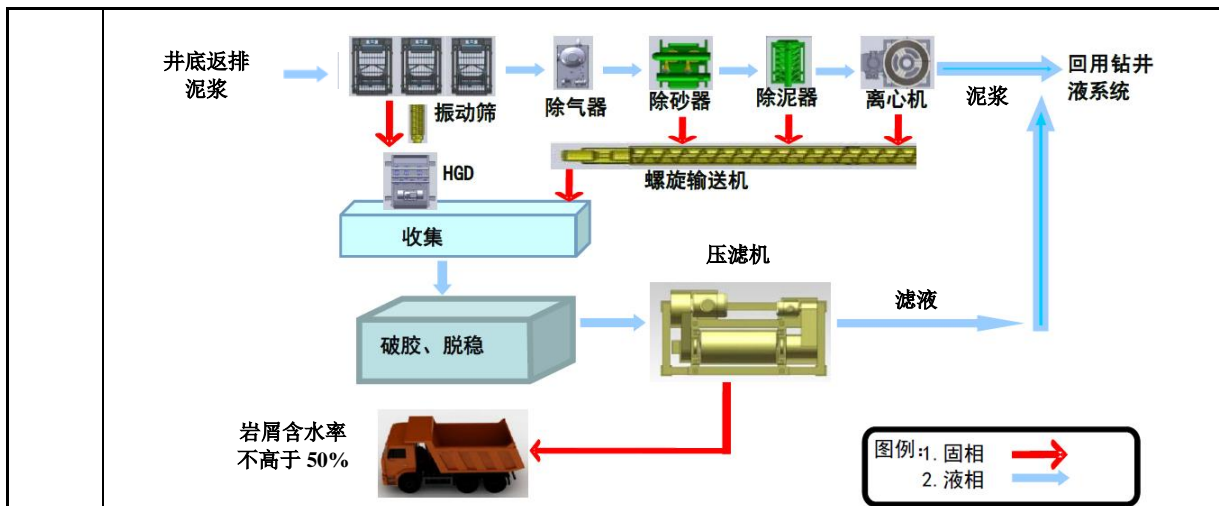 井底返排
泥浆
振动筛
除气器
除砂器
除泥器
离心机
泥浆
回用钻井
液系统
HGD
螺旋输送机
收集
压滤机
滤液
破胶、脱稳
岩屑含水率
不高于 50%
图例:1. 固相
2. 液相